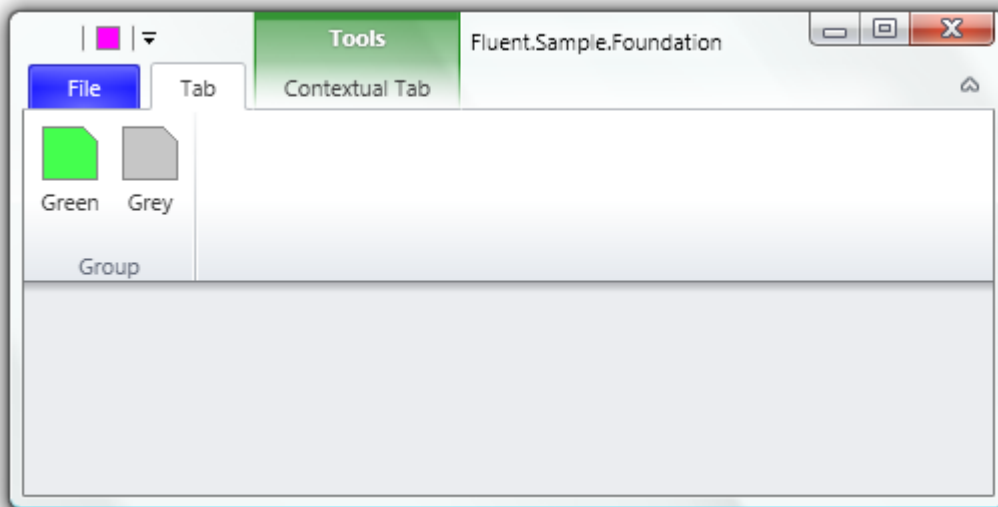 Tools
Fluent.Sample.Foundation
File
Tab
Contextual Tab
Green
Grey
Group